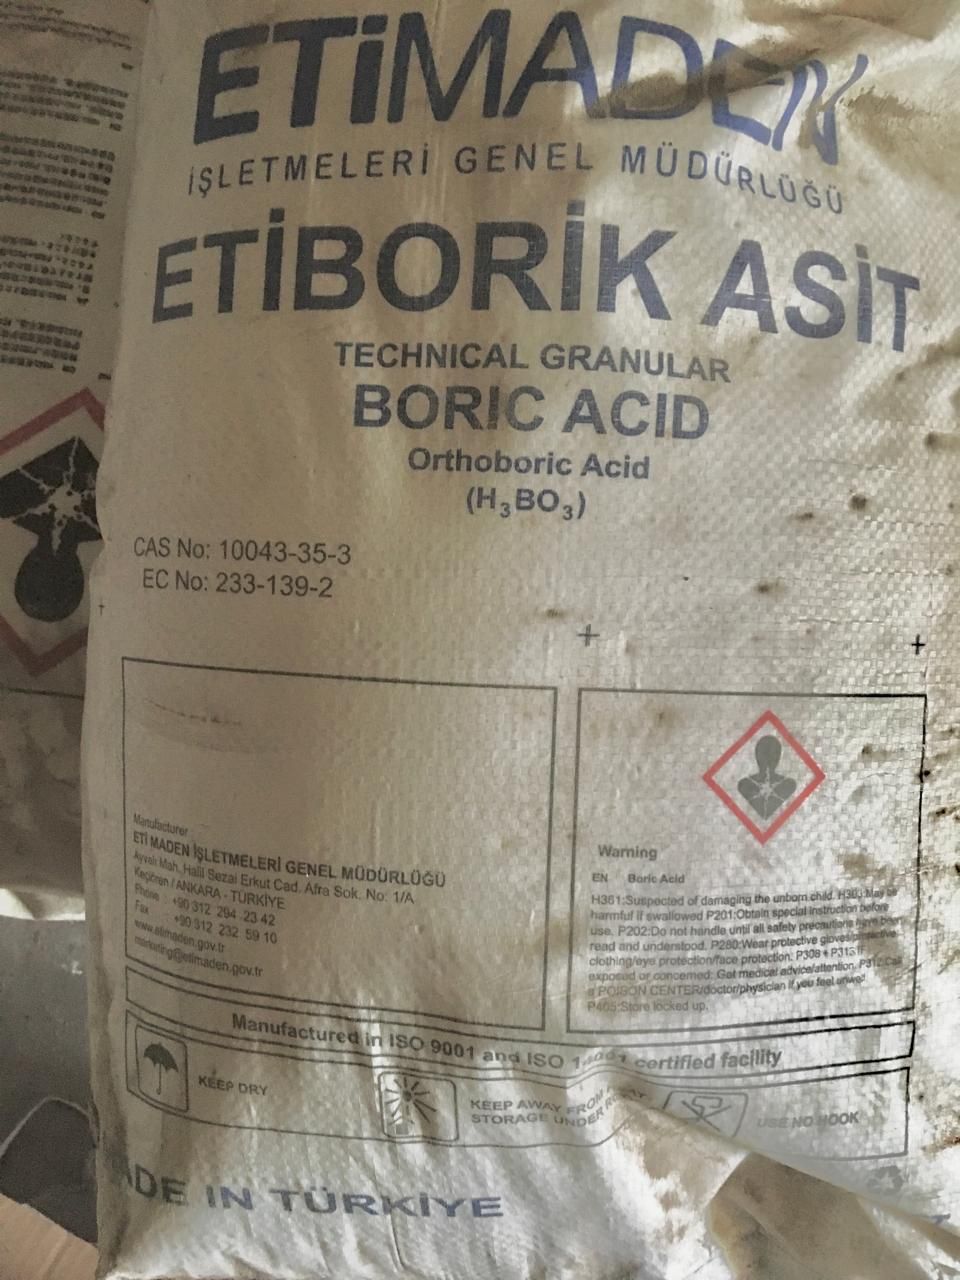 ETİMADEN
İŞLETMELERİ GENEL MÜDÜRLÜĞÜ
ETİBORİK ASİT
TECHNICAL GRANULAR
BORIC ACID
Orthoboric Acid
(H₃BO₃)
CAS No: 10043-35-3
EC No: 233-139-2
Manufacturer
ETİ MADEN İŞLETMELERİ GENEL MÜDÜRLÜĞÜ
Ayvalı Mah. Halil Sezai Erkut Cad. Afra Sok. No: 1/A
Keçiören / ANKARA - TÜRKİYE
Phone : +90 312 294 23 42
Fax : +90 312 232 59 10
www.etimaden.gov.tr
marketing@etimaden.gov.tr
Warning
EN Boric Acid
H361:Suspected of damaging the unborn child. H303:May be
harmful if swallowed P201:Obtain special instruction before
use. P202:Do not handle until all safety precautions have been
read and understood. P280:Wear protective gloves/protective
clothing/eye protection/face protection. P308+P313:IF
exposed or concerned: Get medical advice/attention. P312:Call
a POISON CENTER/doctor/physician if you feel unwell.
P405:Store locked up.
Manufactured in ISO 9001 and ISO 14001 certified facility
KEEP DRY
KEEP AWAY FROM
STORAGE UNDER
USE NO HOOK
ADE IN TÜRKİYE